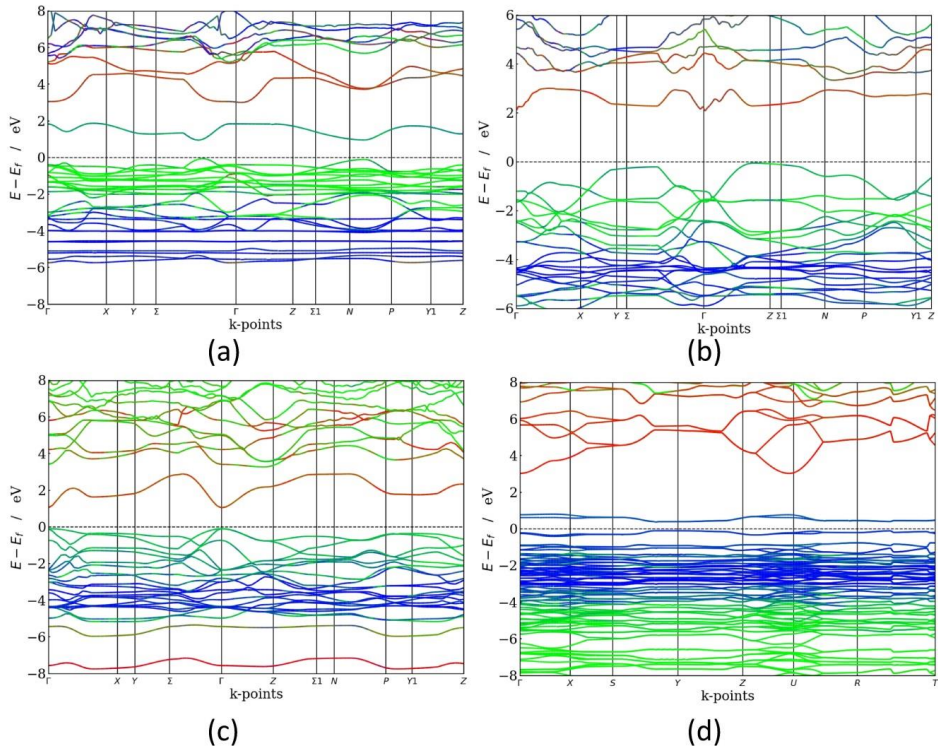 8
6
4
2
0
−2
−4
−6
−8
E − E_f / eV
Γ X Y Σ Γ Z Σ1 N P Y1 Z
k-points
(a)
6
4
2
0
−2
−4
−6
E − E_f / eV
Γ X Y Σ Γ Z Σ1 N P Y1 Z
k-points
(b)
8
6
4
2
0
−2
−4
−6
−8
E − E_f / eV
Γ X Y Σ Γ Z Σ1 N P Y1 Z
k-points
(c)
8
6
4
2
0
−2
−4
−6
−8
E − E_f / eV
Γ X S Y Z U R T
k-points
(d)